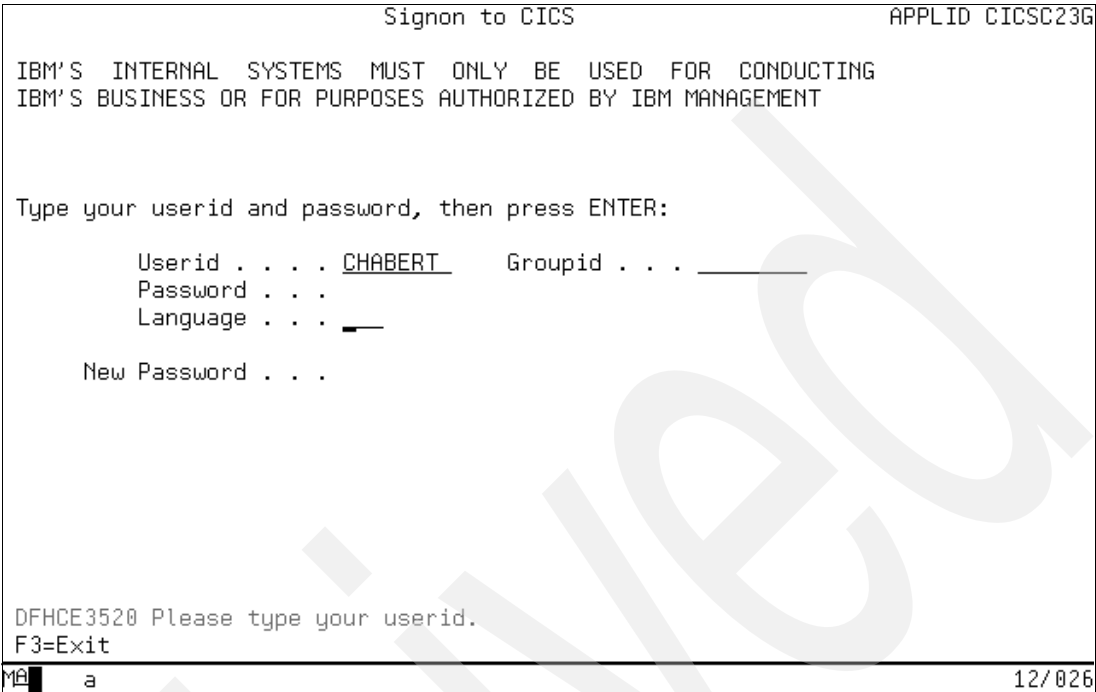 Signon to CICS APPLID CICSC23G
IBM'S INTERNAL SYSTEMS MUST ONLY BE USED FOR CONDUCTING
IBM'S BUSINESS OR FOR PURPOSES AUTHORIZED BY IBM MANAGEMENT
Type your userid and password, then press ENTER:
Userid . . . . CHABERT Groupid . . . ________
Password . . .
Language . . . ___
New Password . . .
DFHCE3520 Please type your userid.
F3=Exit
MA a 12/026